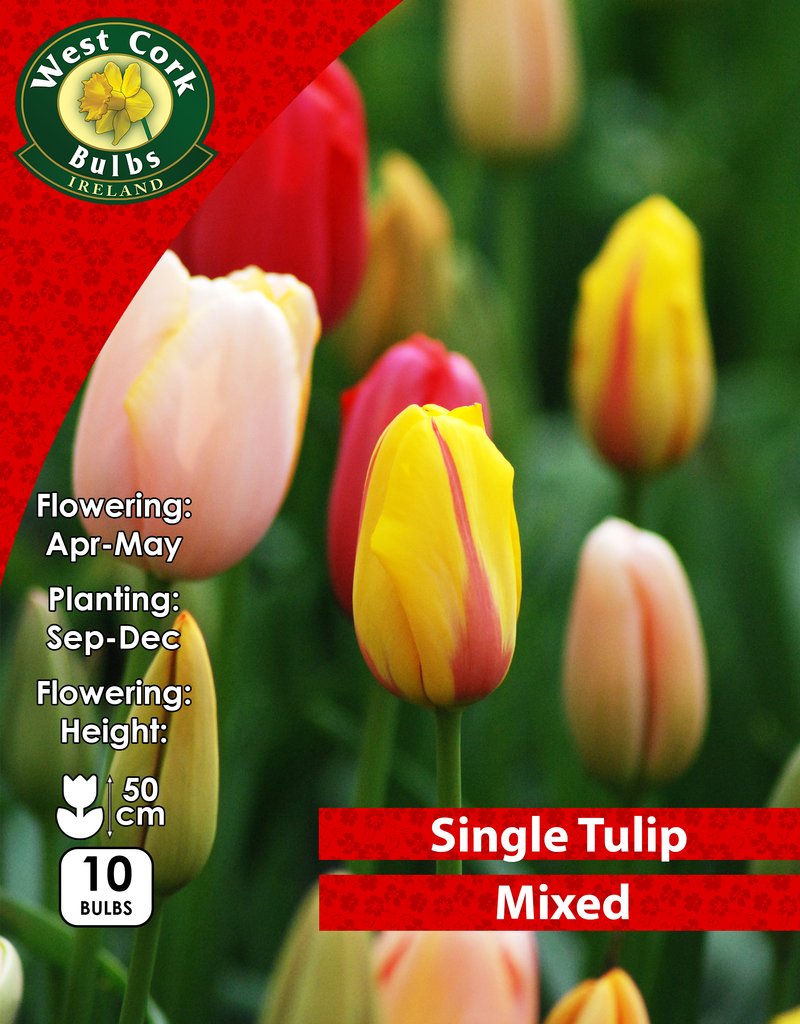 West Cork
Bulbs
IRELAND
Flowering:
Apr-May
Planting:
Sep-Dec
Flowering:
Height:
50
cm
10
BULBS
Single Tulip
Mixed